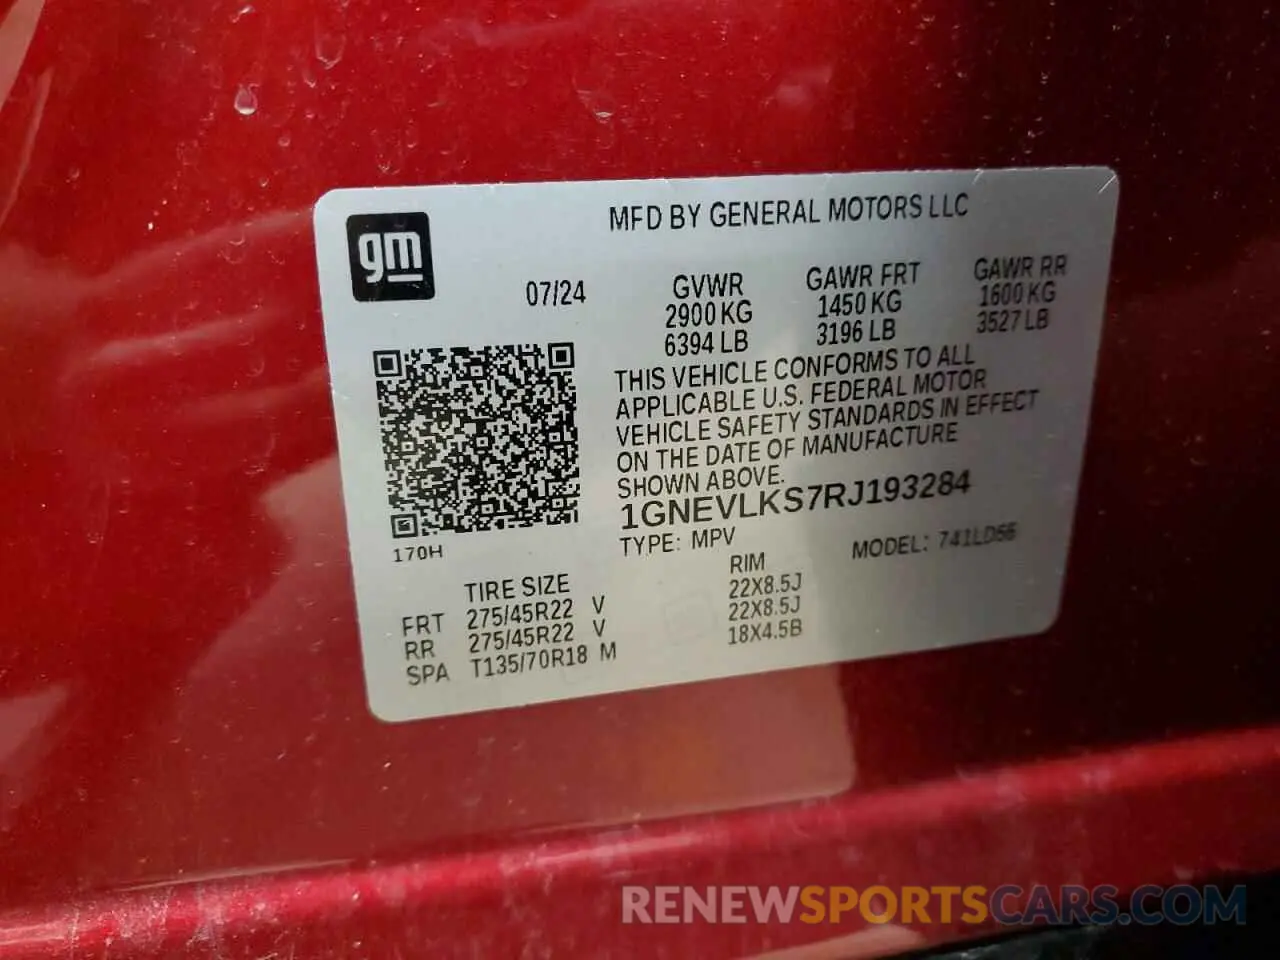 MFD BY GENERAL MOTORS LLC
gm
07/24
GVWR GAWR FRT GAWR RR
2900 KG 1450 KG 1600 KG
6394 LB 3196 LB 3527 LB
THIS VEHICLE CONFORMS TO ALL
APPLICABLE U.S. FEDERAL MOTOR
VEHICLE SAFETY STANDARDS IN EFFECT
ON THE DATE OF MANUFACTURE
SHOWN ABOVE.
1GNEVLKS7RJ193284
170H
TYPE: MPV MODEL: 741LD56
TIRE SIZE RIM
FRT 275/45R22 V 22X8.5J
RR 275/45R22 V 22X8.5J
SPA T135/70R18 M 18X4.5B
RENEWSPORTSCARS.COM